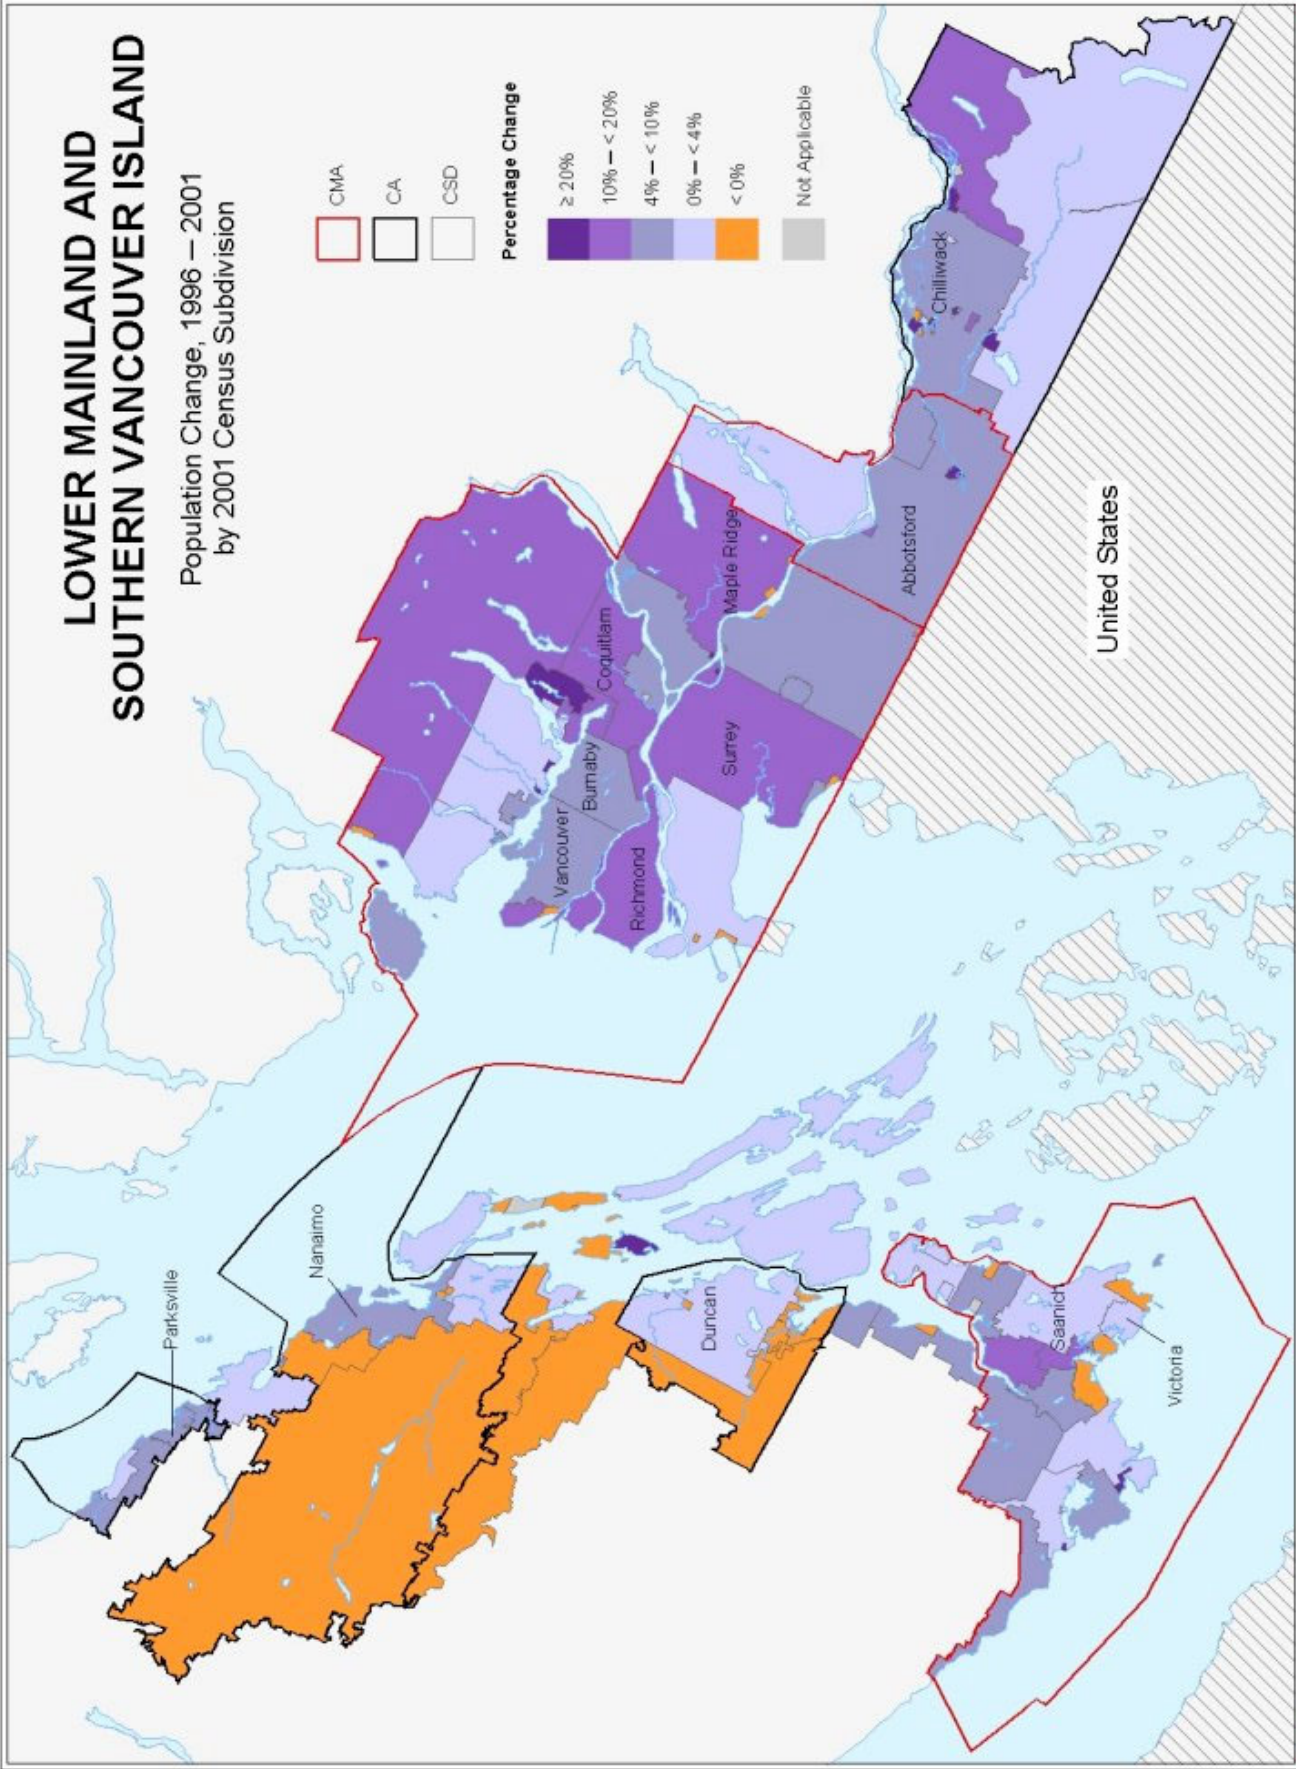 LOWER MAINLAND AND
SOUTHERN VANCOUVER ISLAND
Population Change, 1996 – 2001
by 2001 Census Subdivision
CMA
CA
CSD
Percentage Change
≥ 20%
10% – < 20%
4% – < 10%
0% – < 4%
< 0%
Not Applicable
Parksville
Nanaimo
Duncan
Saanich
Victoria
Vancouver
Burnaby
Richmond
Coquitlam
Surrey
Maple Ridge
Abbotsford
Chilliwack
United States